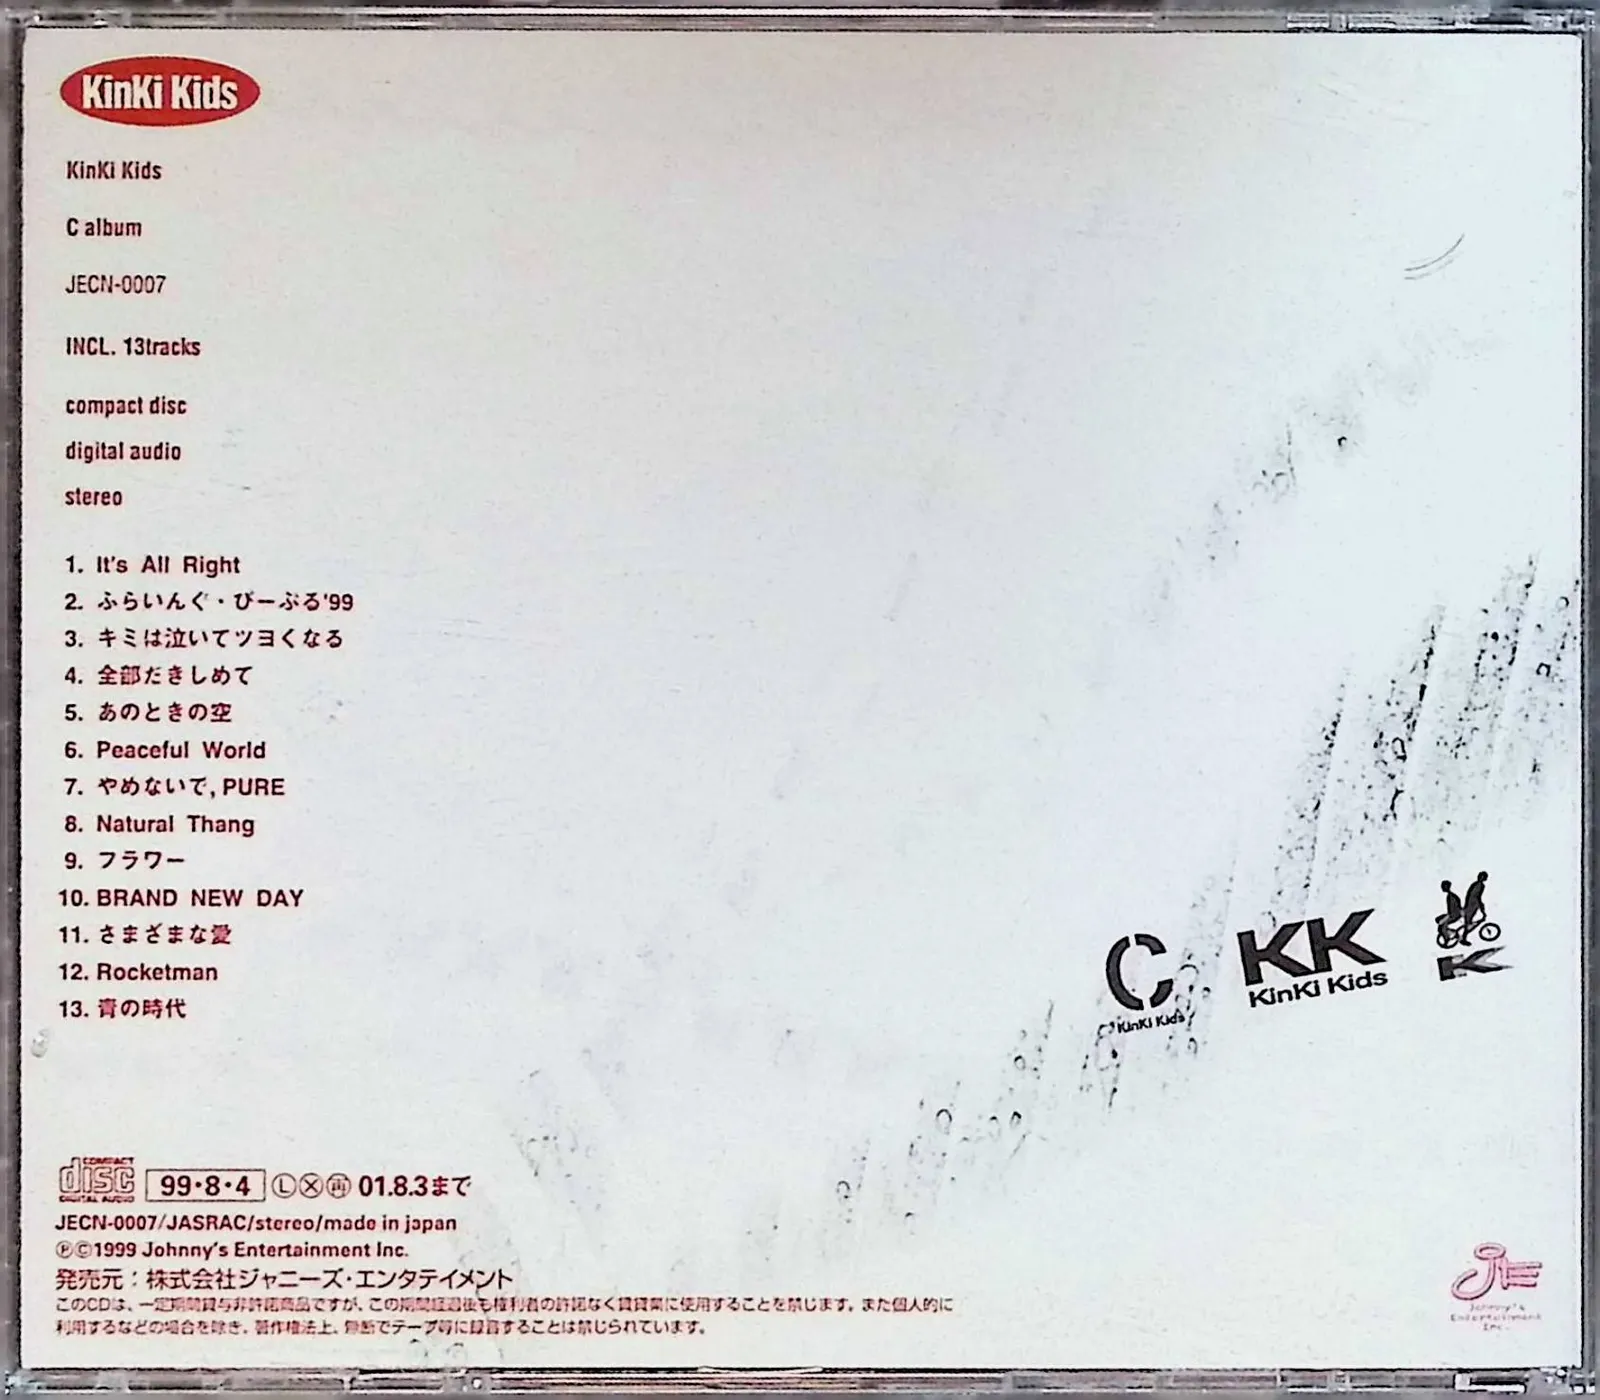 KinKi Kids
KinKi Kids
C album
JECN-0007
INCL. 13tracks
compact disc
digital audio
stereo
1. It's All Right
2. ふらいんぐ・ぴーぷる'99
3. キミは泣いてツヨくなる
4. 全部だきしめて
5. あのときの空
6. Peaceful World
7. やめないで, PURE
8. Natural Thang
9. フラワー
10. BRAND NEW DAY
11. さまざまな愛
12. Rocketman
13. 青の時代
C
KinKi Kids
KK
KinKi Kids
K
COMPACT
disc
DIGITAL AUDIO
99・8・4 Ⓛ Ⓧ ㊞ 01.8.3まで
JECN-0007/JASRAC/stereo/made in japan
ⓅⒸ1999 Johnny's Entertainment Inc.
発売元：株式会社ジャニーズ・エンタテイメント
このCDは、一定期間貸与非許諾商品ですが、この期間経過後も権利者の許諾なく賃貸業に使用することを禁じます。また個人的に
利用するなどの場合を除き、著作権法上、無断でテープ等に録音することは禁じられています。
JE
Johnny's
Entertainment
Inc.